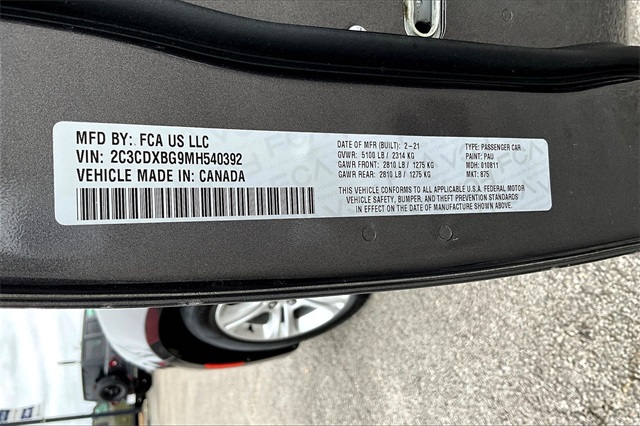 MFD BY: FCA US LLC
VIN: 2C3CDXBG9MH540392
VEHICLE MADE IN: CANADA
DATE OF MFR (BUILT): 2-21
GVWR: 5100 LB / 2314 KG
GAWR FRONT: 2810 LB / 1275 KG
GAWR REAR: 2810 LB / 1275 KG
TYPE: PASSENGER CAR
PAINT: PAU
MDH: 010811
MKT: 875
THIS VEHICLE CONFORMS TO ALL APPLICABLE U.S.A. FEDERAL MOTOR
VEHICLE SAFETY, BUMPER, AND THEFT PREVENTION STANDARDS
IN EFFECT ON THE DATE OF MANUFACTURE SHOWN ABOVE.